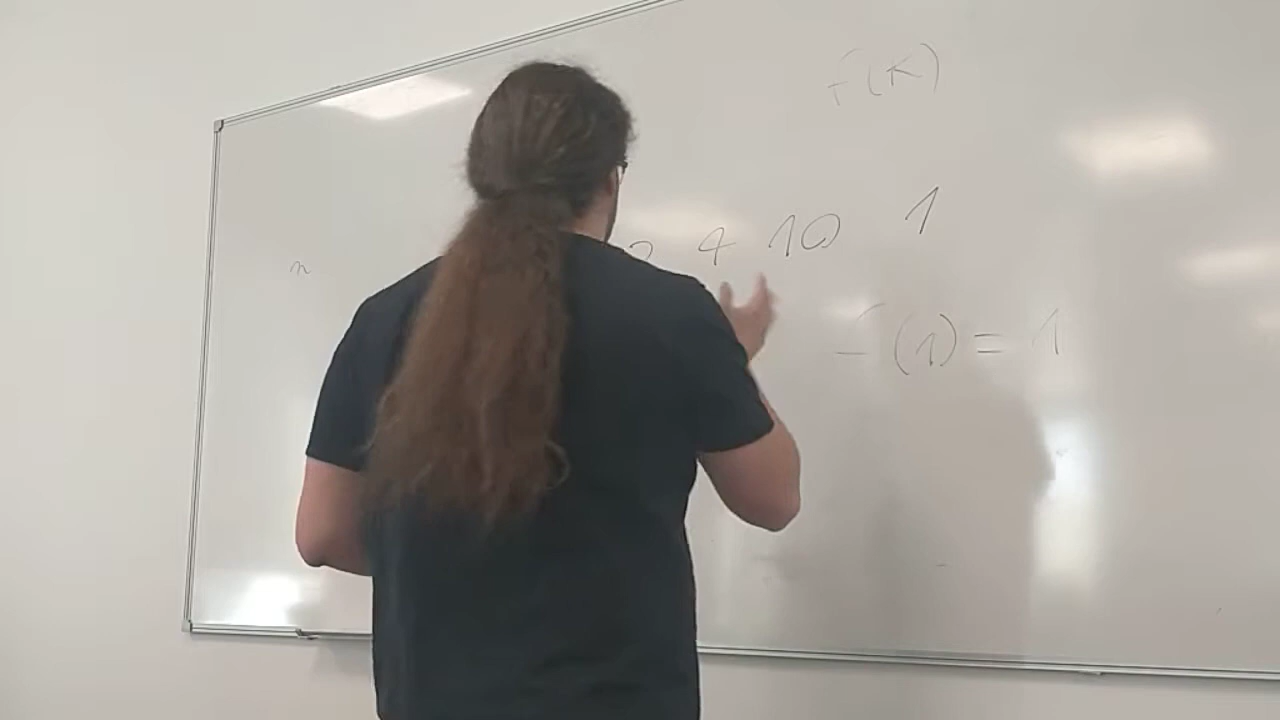 f(K)
n 4 10 1
f(1) = 1